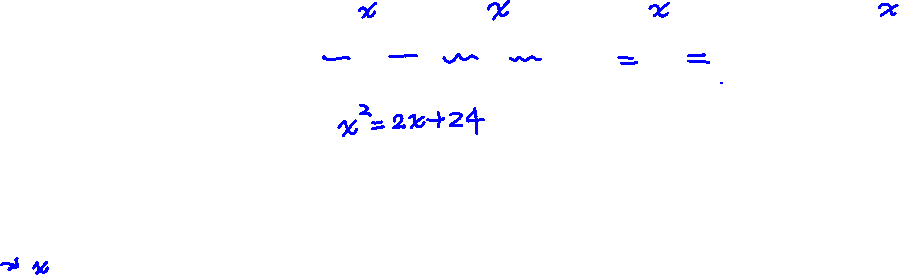 x x x x
x² = 2x + 24
→ x